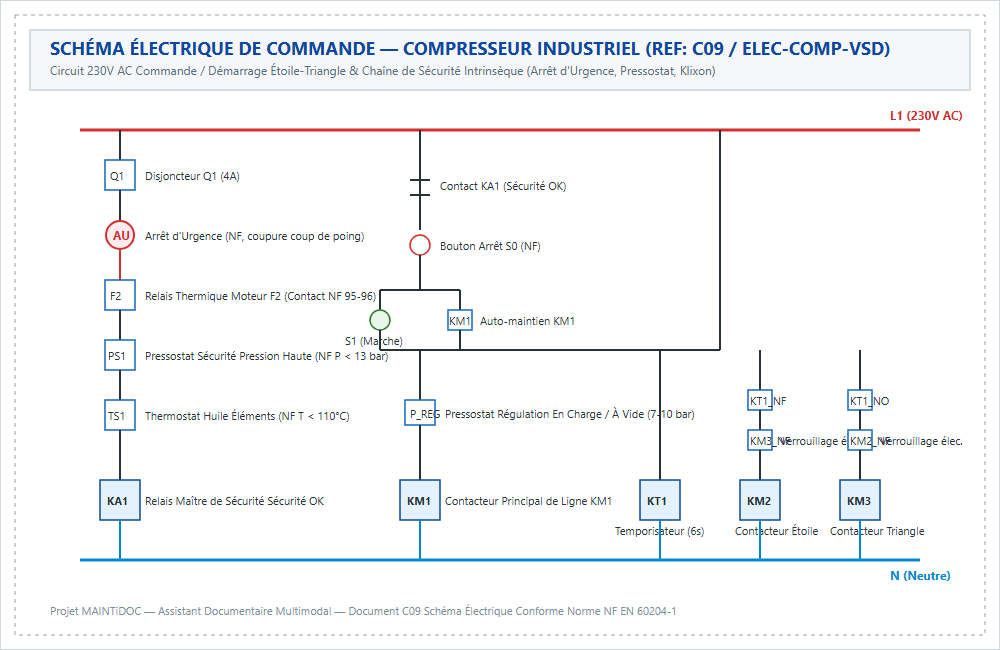 SCHÉMA ÉLECTRIQUE DE COMMANDE — COMPRESSEUR INDUSTRIEL (REF: C09 / ELEC-COMP-VSD)
Circuit 230V AC Commande / Démarrage Étoile-Triangle & Chaîne de Sécurité Intrinsèque (Arrêt d'Urgence, Pressostat, Klixon)
L1 (230V AC)
Q1 Disjoncteur Q1 (4A)
Contact KA1 (Sécurité OK)
AU Arrêt d'Urgence (NF, coupure coup de poing)
Bouton Arrêt S0 (NF)
F2 Relais Thermique Moteur F2 (Contact NF 95-96)
KM1 Auto-maintien KM1
S1 (Marche)
PS1 Pressostat Sécurité Pression Haute (NF P < 13 bar)
KT1_NF
KT1_NO
TS1 Thermostat Huile Éléments (NF T < 110°C)
P_REG Pressostat Régulation En Charge / À Vide (7-10 bar)
KM3_NF Verrouillage é
KM2_NF Verrouillage élec.
KA1 Relais Maître de Sécurité Sécurité OK
KM1 Contacteur Principal de Ligne KM1
KT1
KM2
KM3
Temporisateur (6s)
Contacteur Étoile
Contacteur Triangle
N (Neutre)
Projet MAINTiDOC — Assistant Documentaire Multimodal — Document C09 Schéma Électrique Conforme Norme NF EN 60204-1